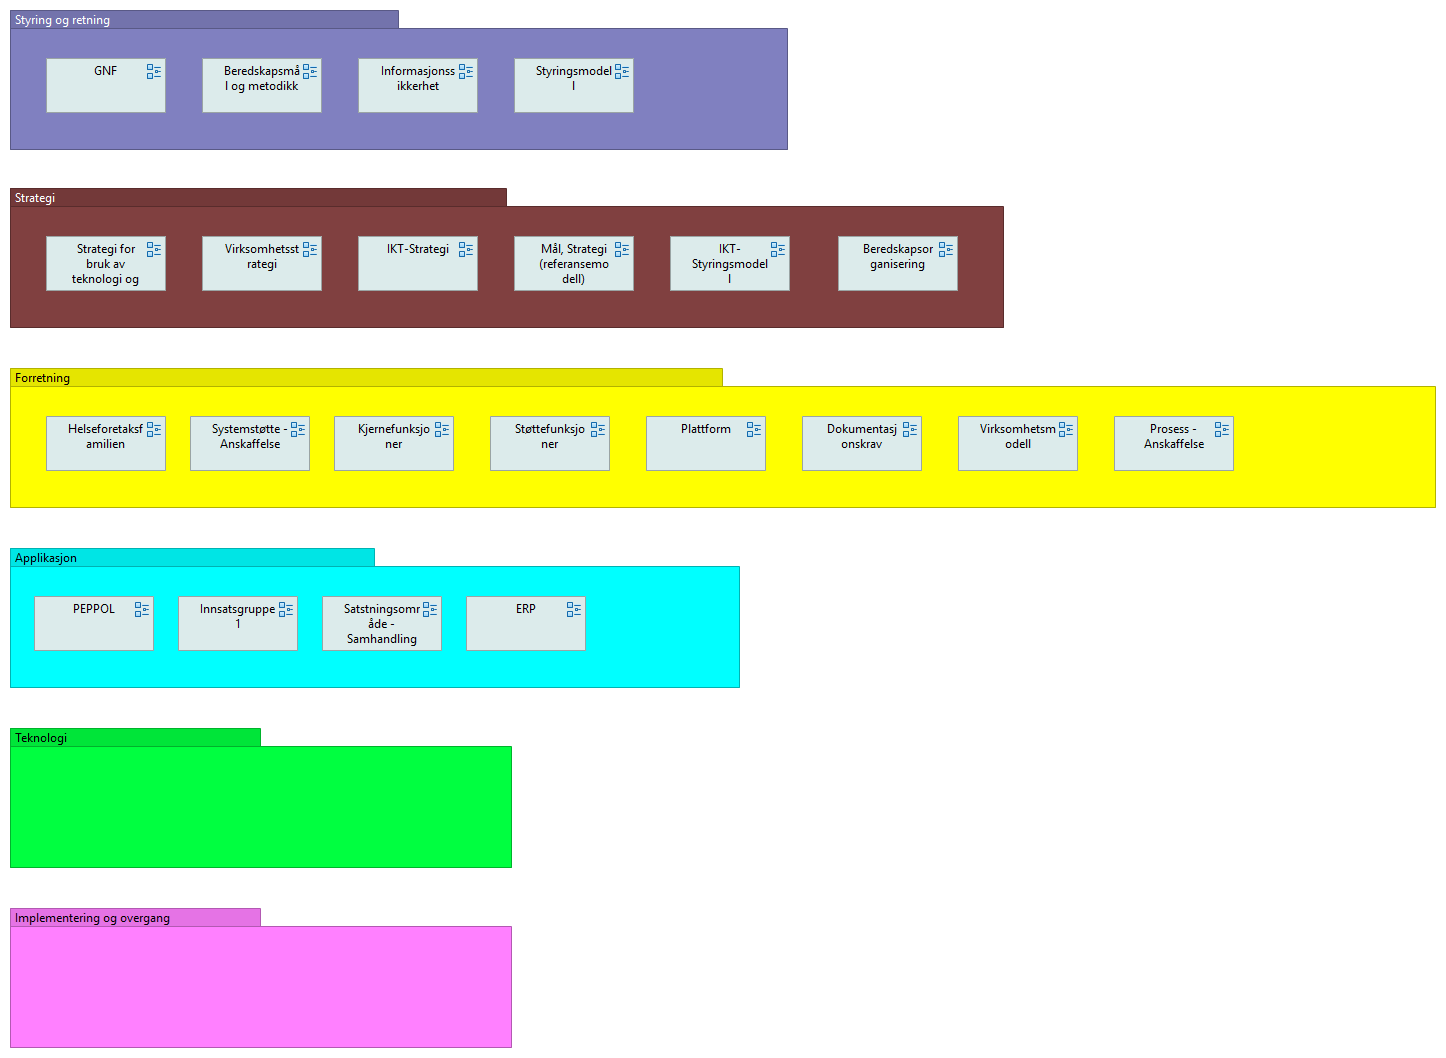 Styring og retning
GNF
Beredskapsmå
l og metodikk
Informasjonss
ikkerhet
Styringsmodel
l
Strategi
Strategi for
bruk av
teknologi og
Virksomhetsst
rategi
IKT-Strategi
Mål, Strategi
(referansemo
dell)
IKT-
Styringsmodel
l
Beredskapsor
ganisering
Forretning
Helseforetaksf
amilien
Systemstøtte -
Anskaffelse
Kjernefunksjo
ner
Støttefunksjo
ner
Plattform
Dokumentasj
onskrav
Virksomhetsm
odell
Prosess -
Anskaffelse
Applikasjon
PEPPOL
Innsatsgruppe
1
Satstningsomr
åde -
Samhandling
ERP
Teknologi
Implementering og overgang